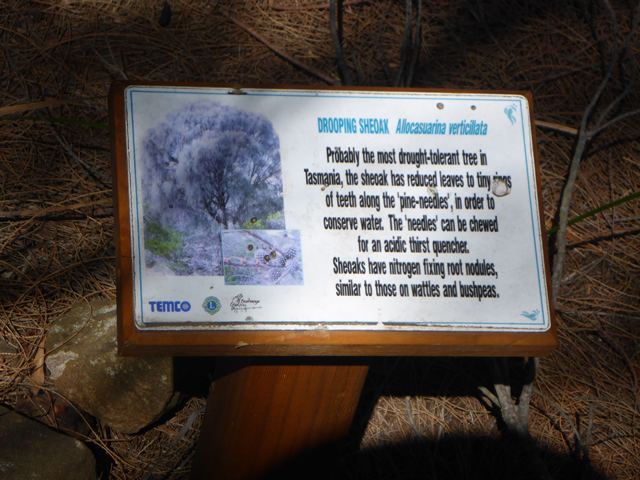 DROOPING SHEOAK Allocasuarina verticillata
Probably the most drought-tolerant tree in
Tasmania, the sheoak has reduced leaves to tiny rings
of teeth along the 'pine-needles', in order to
conserve water. The 'needles' can be chewed
for an acidic thirst quencher.
Sheoaks have nitrogen fixing root nodules,
similar to those on wattles and bushpeas.
TEMCO
L